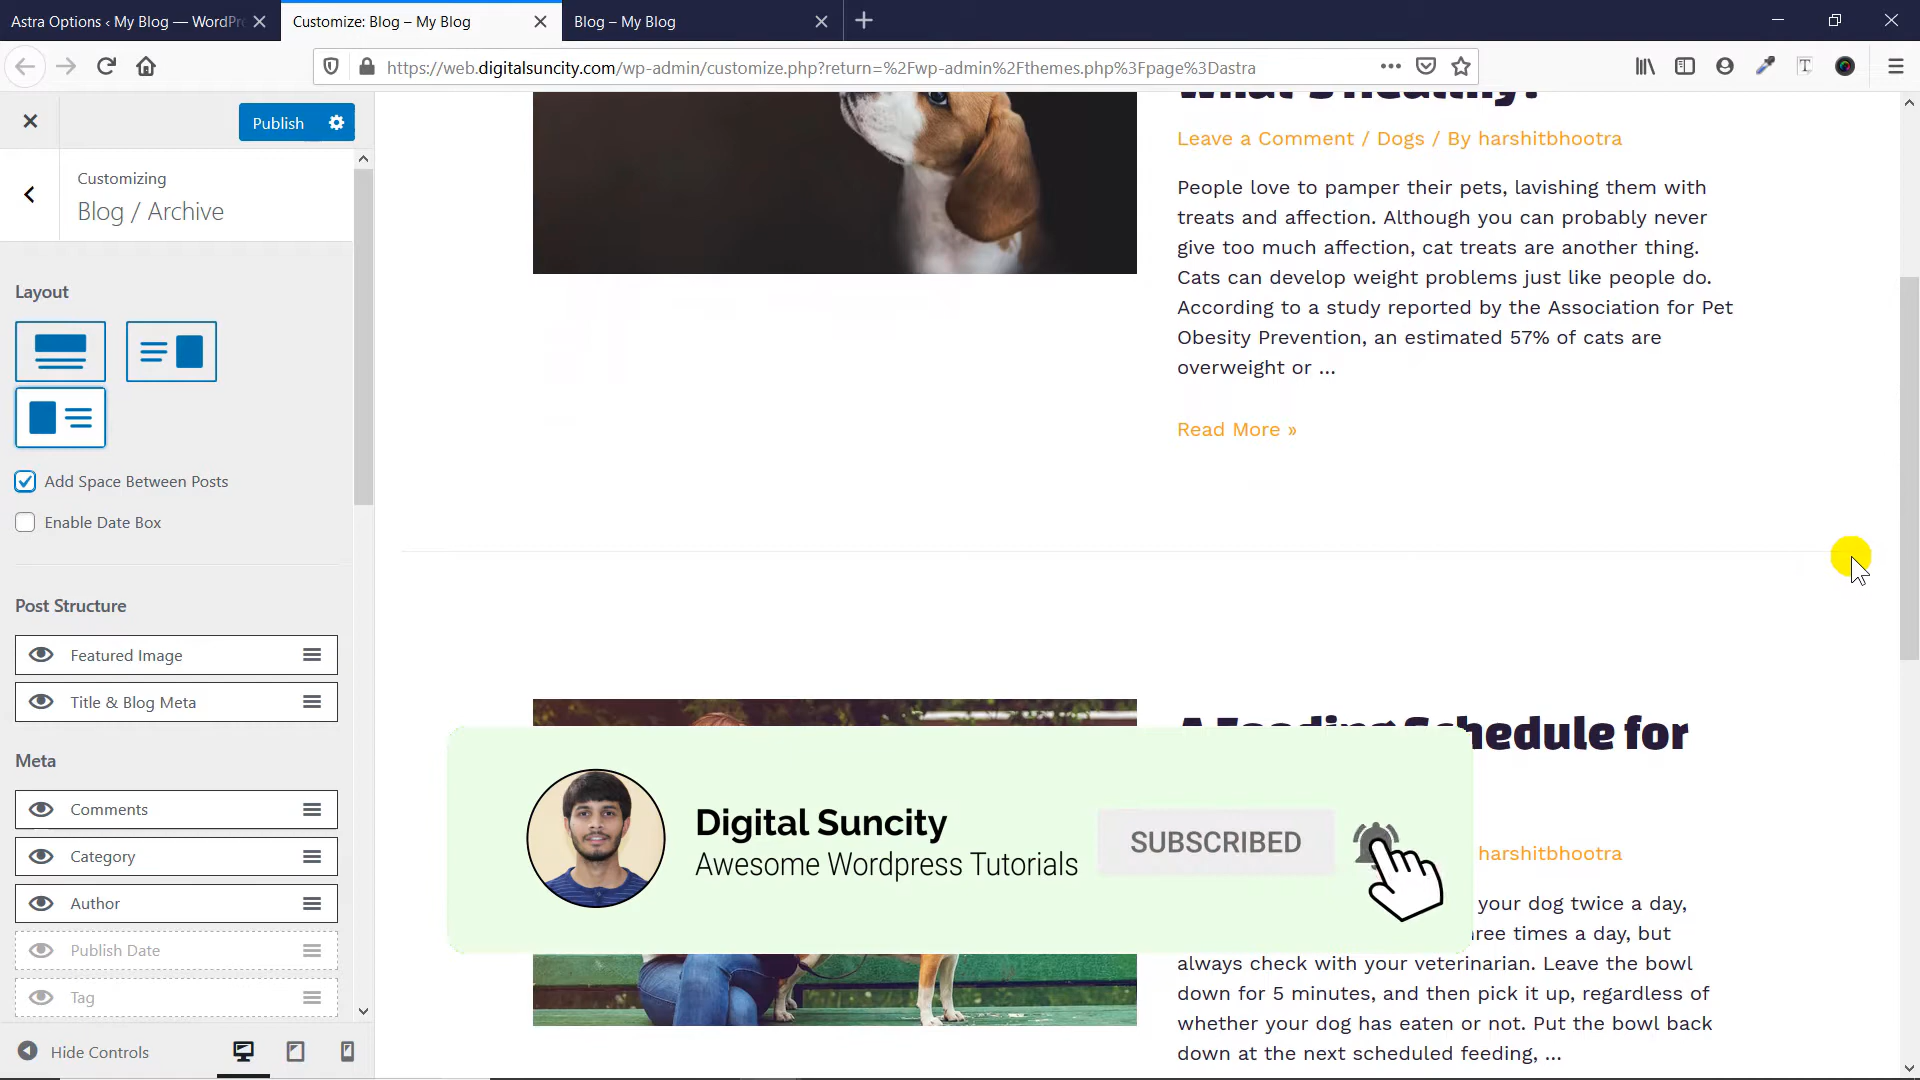 Astra Options ‹ My Blog — WordPr
Customize: Blog – My Blog
Blog – My Blog
https://web.digitalsuncity.com/wp-admin/customize.php?return=%2Fwp-admin%2Fthemes.php%3Fpage%3Dastra
Publish
Customizing
Blog / Archive
Layout
Add Space Between Posts
Enable Date Box
Post Structure
Featured Image
Title & Blog Meta
Meta
Comments
Category
Author
Publish Date
Tag
Hide Controls
What's Healthy?
Leave a Comment / Dogs / By harshitbhootra
People love to pamper their pets, lavishing them with
treats and affection. Although you can probably never
give too much affection, cat treats are another thing.
Cats can develop weight problems just like people do.
According to a study reported by the Association for Pet
Obesity Prevention, an estimated 57% of cats are
overweight or …
Read More »
A Feeding Schedule for
harshitbhootra
your dog twice a day,
three times a day, but
always check with your veterinarian. Leave the bowl
down for 5 minutes, and then pick it up, regardless of
whether your dog has eaten or not. Put the bowl back
down at the next scheduled feeding, …
Digital Suncity
Awesome Wordpress Tutorials
SUBSCRIBED